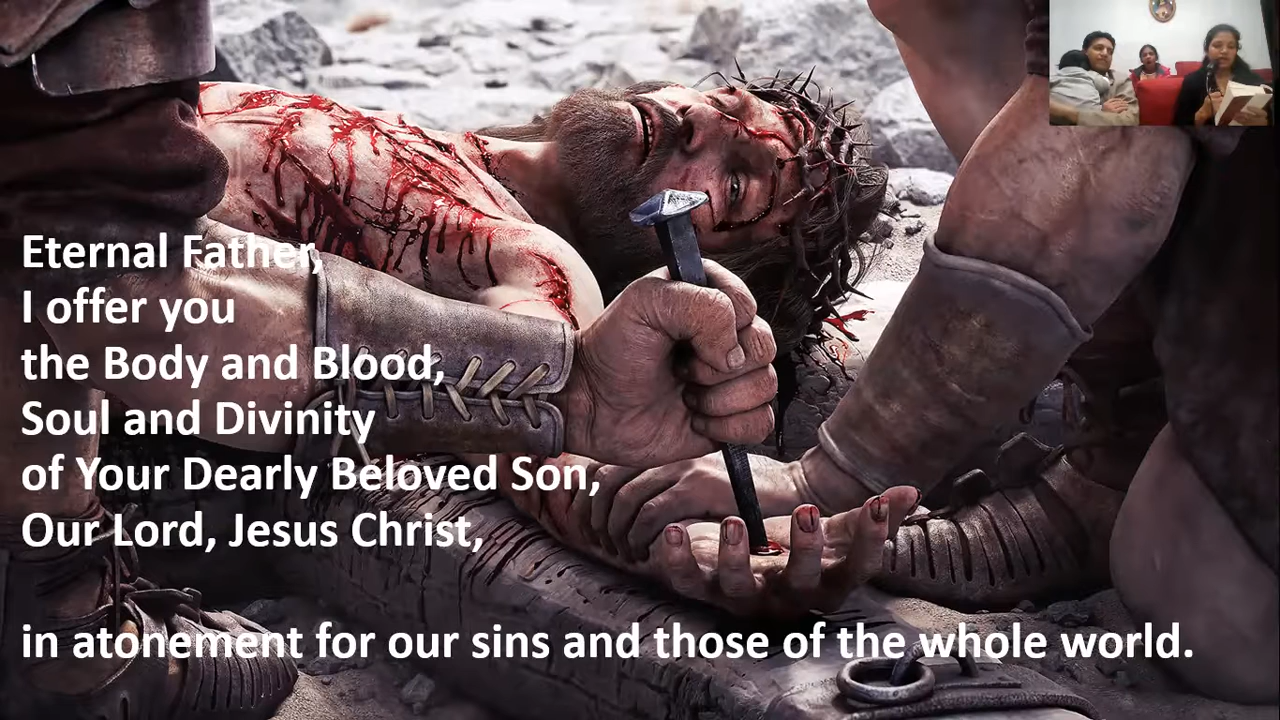 Eternal Father,
I offer you
the Body and Blood,
Soul and Divinity
of Your Dearly Beloved Son,
Our Lord, Jesus Christ,
in atonement for our sins and those of the whole world.